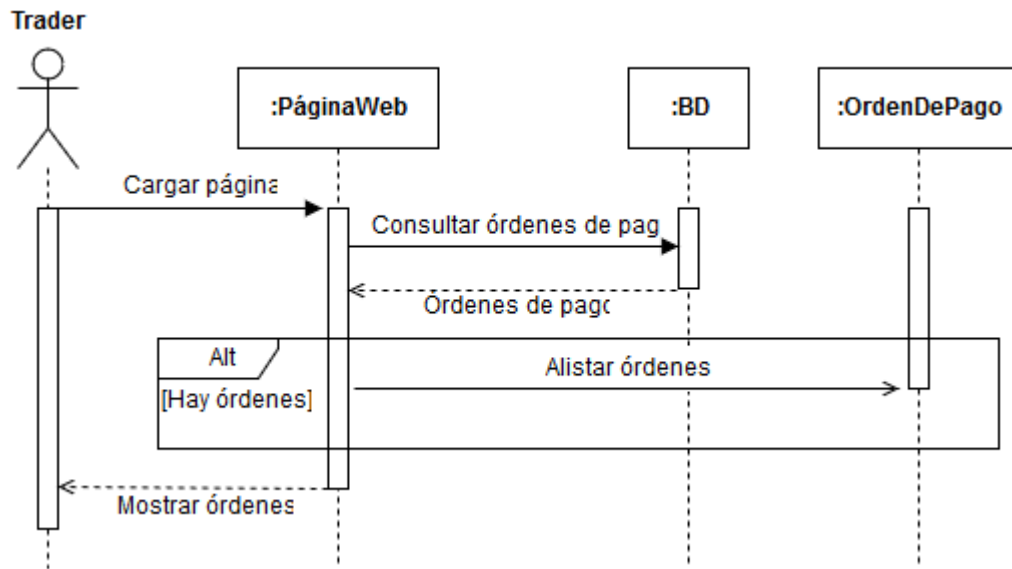 Trader
:PáginaWeb
:BD
:OrdenDePago
Cargar página
Consultar órdenes de pag
Órdenes de pago
Alt
Alistar órdenes
[Hay órdenes]
Mostrar órdenes